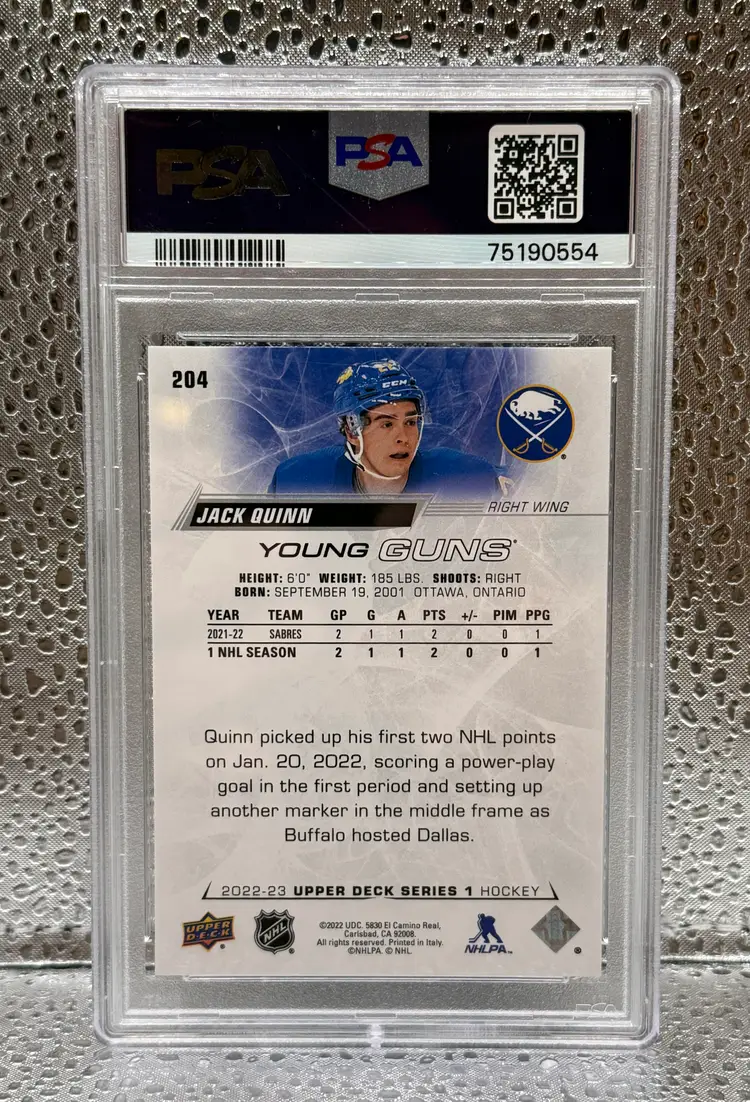 PSA
PSA
75190554
204
CCM
JACK QUINN
RIGHT WING
YOUNG GUNS®
HEIGHT: 6'0" WEIGHT: 185 LBS. SHOOTS: RIGHT
BORN: SEPTEMBER 19, 2001 OTTAWA, ONTARIO
YEAR TEAM GP G A PTS +/- PIM PPG
2021-22 SABRES 2 1 1 2 0 0 1
1 NHL SEASON 2 1 1 2 0 0 1
Quinn picked up his first two NHL points
on Jan. 20, 2022, scoring a power-play
goal in the first period and setting up
another marker in the middle frame as
Buffalo hosted Dallas.
2022-23 UPPER DECK SERIES 1 HOCKEY
UPPER
DECK
NHL
©2022 UDC. 5830 El Camino Real,
Carlsbad, CA 92008.
All rights reserved. Printed in Italy.
©NHLPA. © NHL.
NHLPA™
PSA